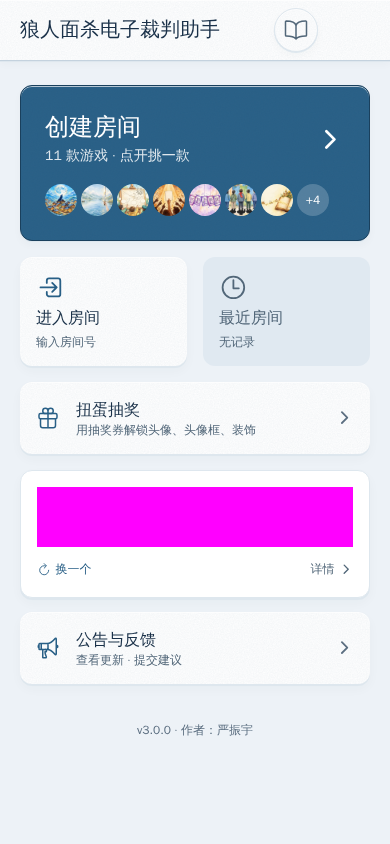 狼人面杀电子裁判助手
创建房间
11 款游戏 · 点开挑一款
+4
进入房间
输入房间号
最近房间
无记录
扭蛋抽奖
用抽奖券解锁头像、头像框、装饰
换一个
详情
公告与反馈
查看更新 · 提交建议
v3.0.0 · 作者：严振宇